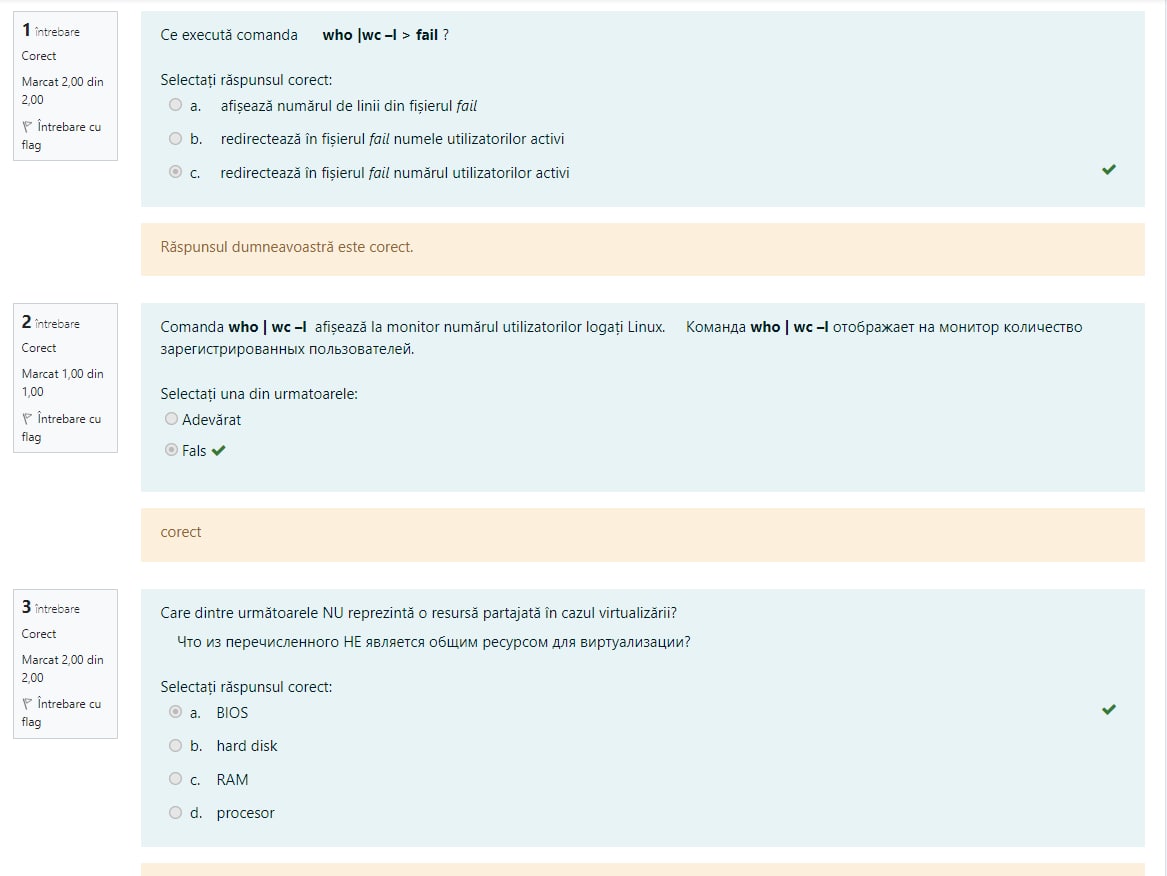 1 întrebare
Corect
Marcat 2,00 din
2,00
Întrebare cu
flag
Ce execută comanda who |wc –l > fail ?
Selectați răspunsul corect:
a. afișează numărul de linii din fișierul fail
b. redirectează în fișierul fail numele utilizatorilor activi
c. redirectează în fișierul fail numărul utilizatorilor activi
Răspunsul dumneavoastră este corect.
2 întrebare
Corect
Marcat 1,00 din
1,00
Întrebare cu
flag
Comanda who | wc –l afișează la monitor numărul utilizatorilor logați Linux. Команда who | wc –l отображает на монитор количество
зарегистрированных пользователей.
Selectați una din urmatoarele:
Adevărat
Fals
corect
3 întrebare
Corect
Marcat 2,00 din
2,00
Întrebare cu
flag
Care dintre următoarele NU reprezintă o resursă partajată în cazul virtualizării?
Что из перечисленного НЕ является общим ресурсом для виртуализации?
Selectați răspunsul corect:
a. BIOS
b. hard disk
c. RAM
d. procesor